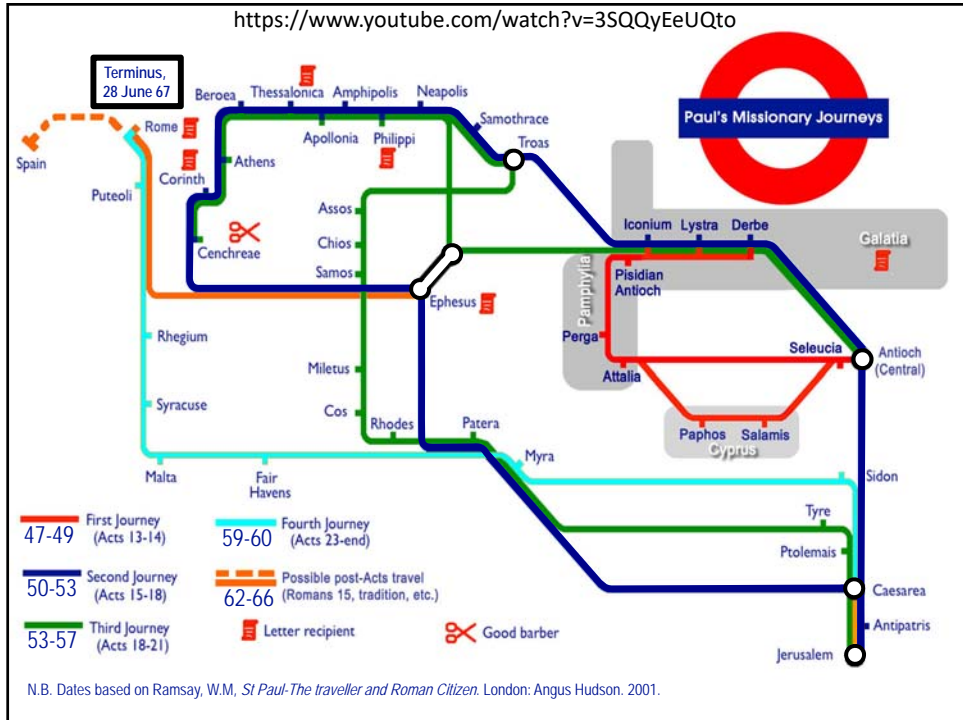 https://www.youtube.com/watch?v=3SQQyEeUQto
Terminus,
28 June 67
Paul's Missionary Journeys
Beroea
Thessalonica
Amphipolis
Neapolis
Samothrace
Troas
Apollonia
Philippi
Rome
Spain
Athens
Corinth
Puteoli
Cenchreae
Assos
Chios
Samos
Ephesus
Iconium
Lystra
Derbe
Galatia
Pamphylia
Pisidian
Antioch
Perga
Attalia
Seleucia
Antioch
(Central)
Paphos
Salamis
Cyprus
Rhegium
Syracuse
Miletus
Cos
Rhodes
Patera
Malta
Fair
Havens
Myra
Sidon
Tyre
Ptolemais
Caesarea
Antipatris
Jerusalem
First Journey
47-49 (Acts 13-14)
Fourth Journey
59-60 (Acts 23-end)
Second Journey
50-53 (Acts 15-18)
Possible post-Acts travel
62-66 (Romans 15, tradition, etc.)
Third Journey
53-57 (Acts 18-21)
Letter recipient
Good barber
N.B. Dates based on Ramsay, W.M, St Paul-The traveller and Roman Citizen. London: Angus Hudson. 2001.